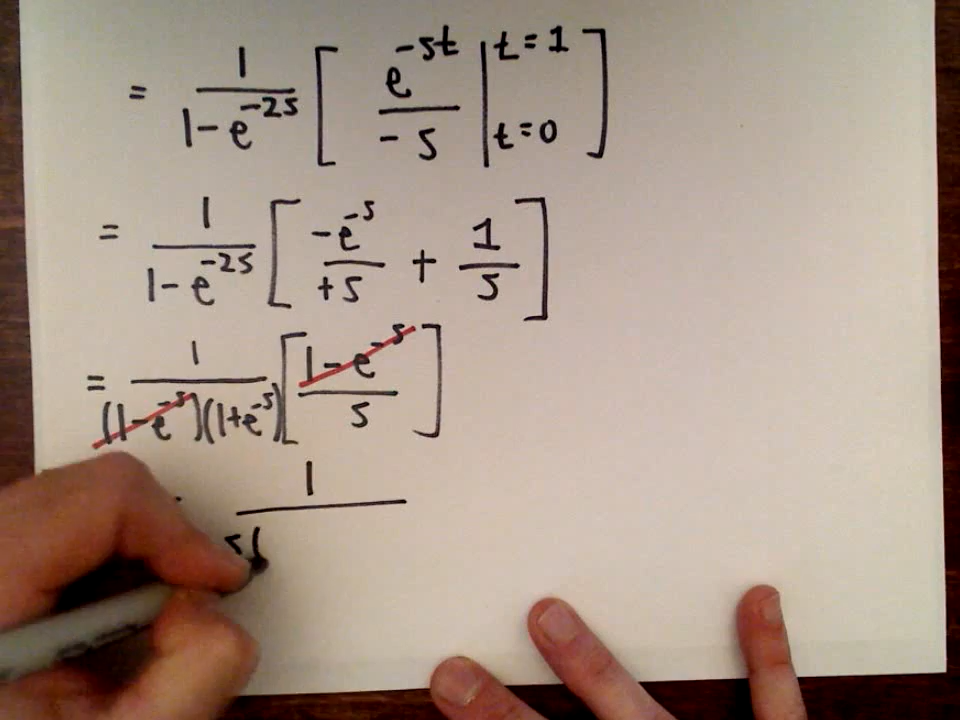 = 1/(1-e^-2s) [ e^-st/-s | t=1 t=0 ]
= 1/(1-e^-2s) [ -e^-s/+s + 1/s ]
= 1/((1-e^-s)(1+e^-s)) [ (1-e^-s)/s ]
1/s(